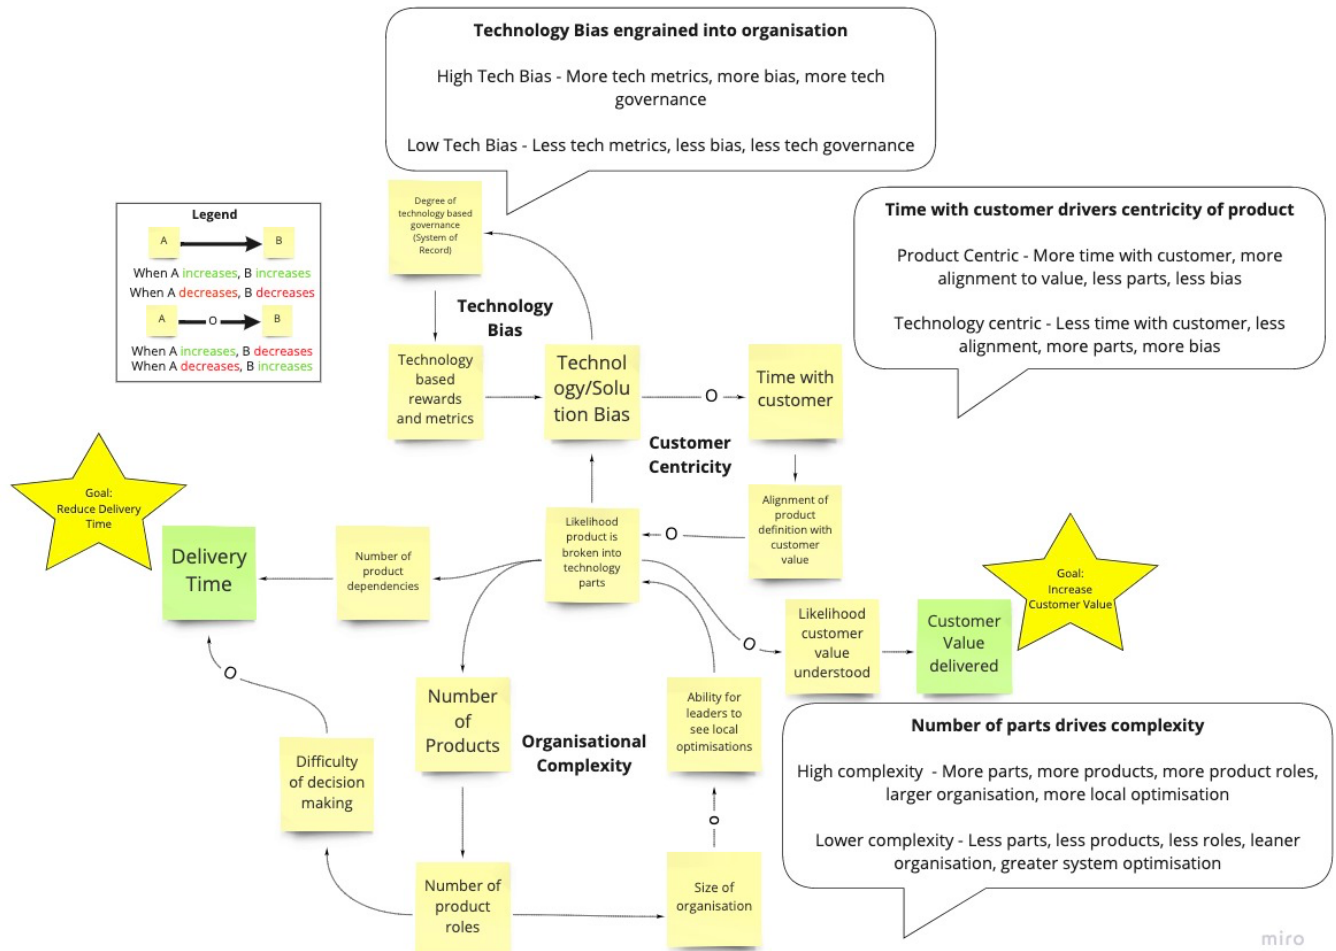 Technology Bias engrained into organisation
High Tech Bias - More tech metrics, more bias, more tech
governance
Low Tech Bias - Less tech metrics, less bias, less tech governance
Degree of
technology based
governance
(System of
Record)
Legend
A
B
When A increases, B increases
When A decreases, B decreases
A
O
B
When A increases, B decreases
When A decreases, B increases
Time with customer drivers centricity of product
Product Centric - More time with customer, more
alignment to value, less parts, less bias
Technology centric - Less time with customer, less
alignment, more parts, more bias
Technology
Bias
Technology
based
rewards
and metrics
Technol
ogy/Solu
tion Bias
O
Time with
customer
Customer
Centricity
Goal:
Reduce Delivery
Time
Delivery
Time
Number of
product
dependencies
Likelihood
product is
broken into
technology
parts
O
Alignment of
product
definition with
customer
value
Goal:
Increase
Customer Value
O
Likelihood
customer
value
understood
Customer
Value
delivered
O
Number
of
Products
Organisational
Complexity
Ability for
leaders to
see local
optimisations
Difficulty
of decision
making
O
Number of
product
roles
Size of
organisation
Number of parts drives complexity
High complexity - More parts, more products, more product roles,
larger organisation, more local optimisation
Lower complexity - Less parts, less products, less roles, leaner
organisation, greater system optimisation
miro